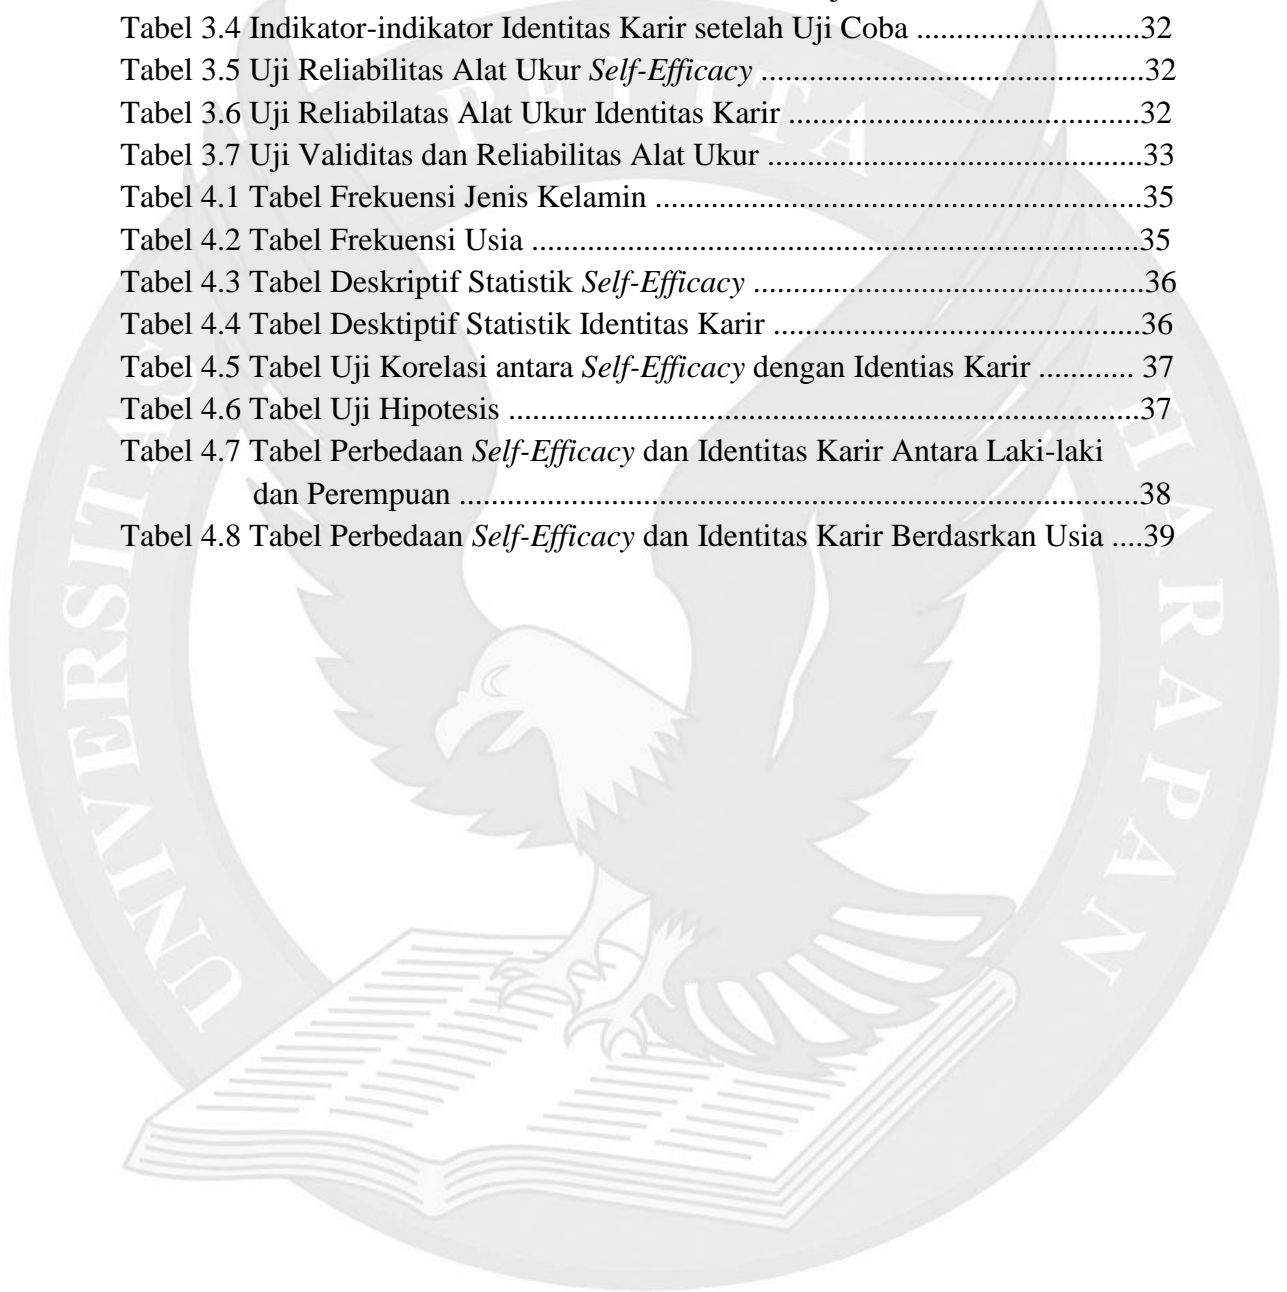 Tabel 3.4 Indikator-indikator Identitas Karir setelah Uji Coba ............................32
Tabel 3.5 Uji Reliabilitas Alat Ukur Self-Efficacy ................................................32
Tabel 3.6 Uji Reliabilatas Alat Ukur Identitas Karir ............................................32
Tabel 3.7 Uji Validitas dan Reliabilitas Alat Ukur ...............................................33
Tabel 4.1 Tabel Frekuensi Jenis Kelamin .............................................................35
Tabel 4.2 Tabel Frekuensi Usia .............................................................................35
Tabel 4.3 Tabel Deskriptif Statistik Self-Efficacy .................................................36
Tabel 4.4 Tabel Desktiptif Statistik Identitas Karir ..............................................36
Tabel 4.5 Tabel Uji Korelasi antara Self-Efficacy dengan Identias Karir ............ 37
Tabel 4.6 Tabel Uji Hipotesis ...............................................................................37
Tabel 4.7 Tabel Perbedaan Self-Efficacy dan Identitas Karir Antara Laki-laki
dan Perempuan .....................................................................................38
Tabel 4.8 Tabel Perbedaan Self-Efficacy dan Identitas Karir Berdasrkan Usia ....39
UNIVERSITAS PELITA HARAPAN